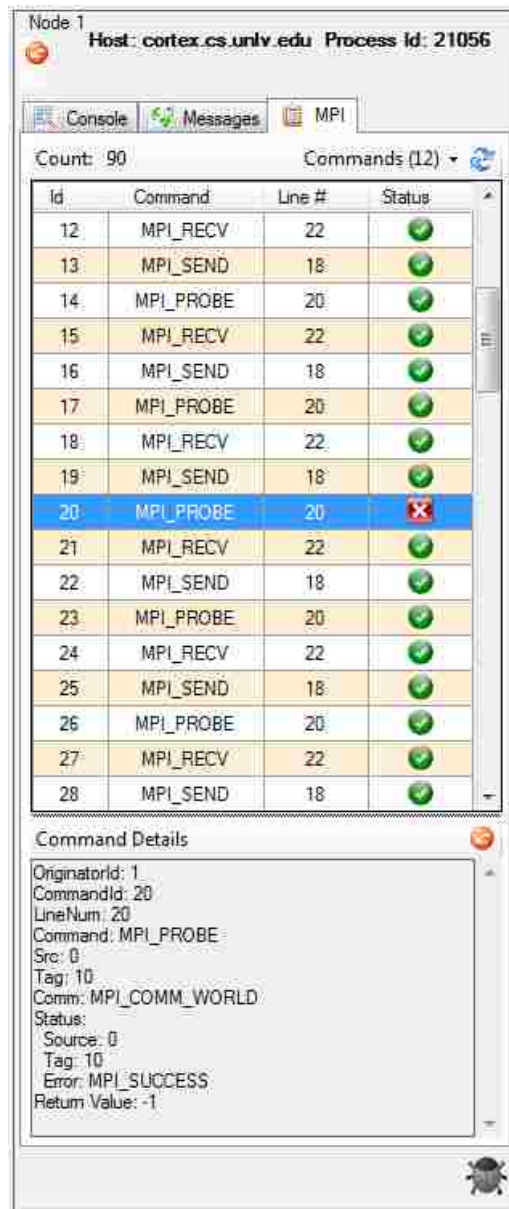 Node 1
Host: cortex.cs.unlv.edu Process Id: 21056
Console Messages MPI
Count: 90 Commands (12)
Id Command Line # Status
12 MPI_RECV 22
13 MPI_SEND 18
14 MPI_PROBE 20
15 MPI_RECV 22
16 MPI_SEND 18
17 MPI_PROBE 20
18 MPI_RECV 22
19 MPI_SEND 18
20 MPI_PROBE 20
21 MPI_RECV 22
22 MPI_SEND 18
23 MPI_PROBE 20
24 MPI_RECV 22
25 MPI_SEND 18
26 MPI_PROBE 20
27 MPI_RECV 22
28 MPI_SEND 18
Command Details
OriginatorId: 1
CommandId: 20
LineNum: 20
Command: MPI_PROBE
Src: 0
Tag: 10
Comm: MPI_COMM_WORLD
Status:
Source: 0
Tag: 10
Error: MPI_SUCCESS
Return Value: -1